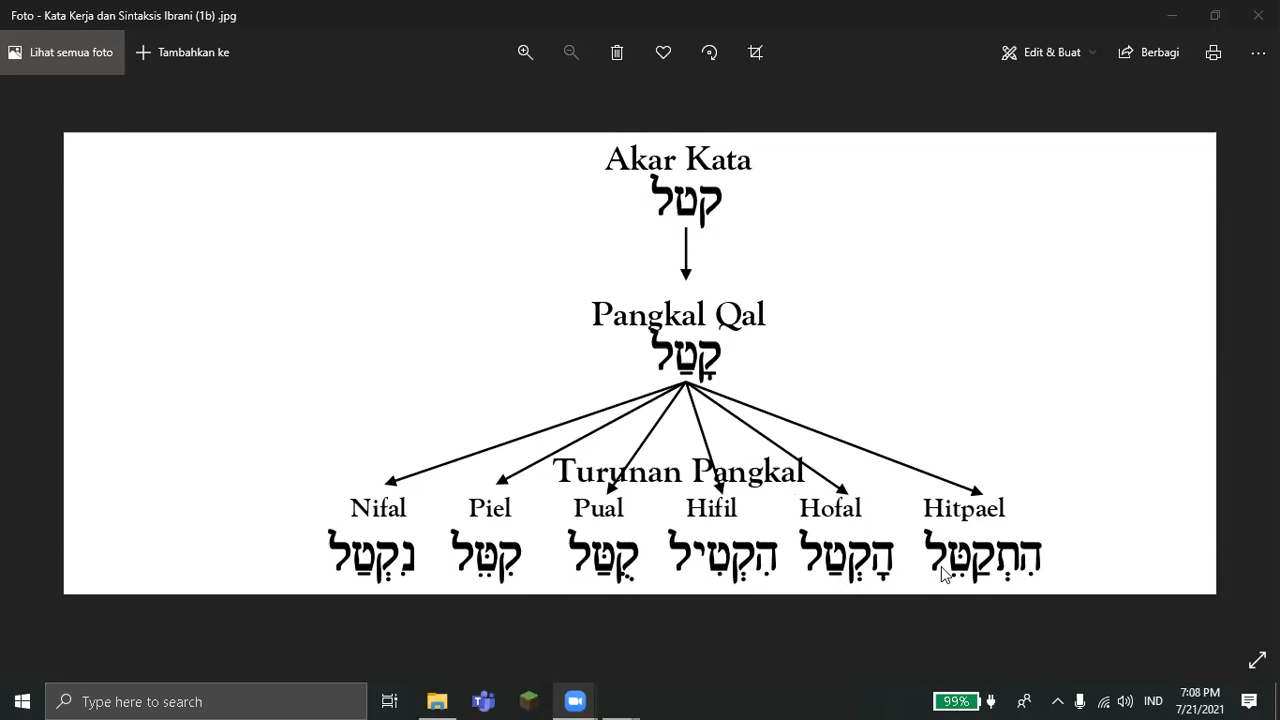 Foto - Kata Kerja dan Sintaksis Ibrani (1b) .jpg
Lihat semua foto
Tambahkan ke
Edit & Buat
Berbagi
Akar Kata
קטל
Pangkal Qal
קָטַל
Turunan Pangkal
Nifal Piel Pual Hifil Hofal Hitpael
נִקְטַל קִטֵּל קֻטַּל הִקְטִיל הָקְטַל הִתְקַטֵּל
Type here to search
99%
IND
7:08 PM
7/21/2021